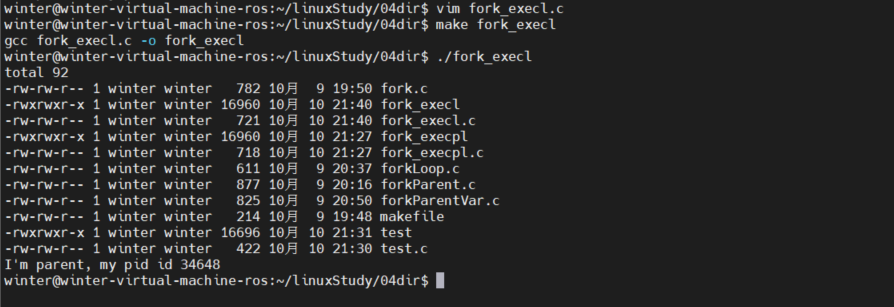 winter@winter-virtual-machine-ros:~/linuxStudy/04dir$ vim fork_execl.c
winter@winter-virtual-machine-ros:~/linuxStudy/04dir$ make fork_execl
gcc fork_execl.c -o fork_execl
winter@winter-virtual-machine-ros:~/linuxStudy/04dir$ ./fork_execl
total 92
-rw-rw-r-- 1 winter winter   782 10月  9 19:50 fork.c
-rwxrwxr-x 1 winter winter 16960 10月 10 21:40 fork_execl
-rw-rw-r-- 1 winter winter   721 10月 10 21:40 fork_execl.c
-rwxrwxr-x 1 winter winter 16960 10月 10 21:27 fork_execpl
-rw-rw-r-- 1 winter winter   718 10月 10 21:27 fork_execpl.c
-rw-rw-r-- 1 winter winter   611 10月  9 20:37 forkLoop.c
-rw-rw-r-- 1 winter winter   877 10月  9 20:16 forkParent.c
-rw-rw-r-- 1 winter winter   825 10月  9 20:50 forkParentVar.c
-rw-rw-r-- 1 winter winter   214 10月  9 19:48 makefile
-rwxrwxr-x 1 winter winter 16696 10月 10 21:31 test
-rw-rw-r-- 1 winter winter   422 10月 10 21:30 test.c
I'm parent, my pid id 34648
winter@winter-virtual-machine-ros:~/linuxStudy/04dir$